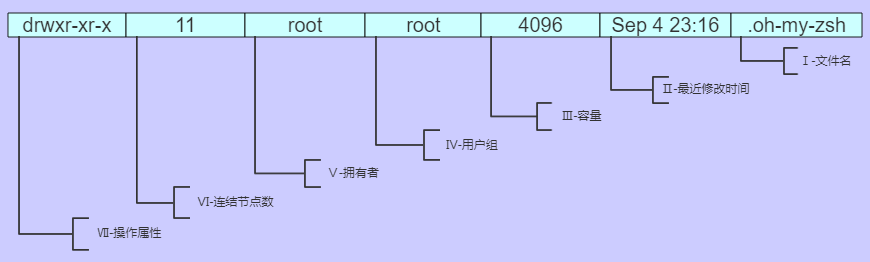 drwxr-xr-x 11 root root 4096 Sep 4 23:16 .oh-my-zsh
Ⅰ-文件名
Ⅱ-最近修改时间
Ⅲ-容量
Ⅳ-用户组
Ⅴ-拥有者
Ⅵ-连结节点数
Ⅶ-操作属性